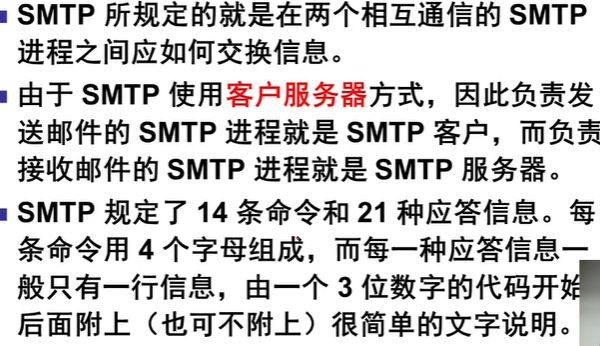 SMTP 所规定的就是在两个相互通信的 SMTP
进程之间应如何交换信息。
由于 SMTP 使用客户服务器方式，因此负责发
送邮件的 SMTP 进程就是 SMTP 客户，而负责
接收邮件的 SMTP 进程就是 SMTP 服务器。
SMTP 规定了 14 条命令和 21 种应答信息。每
条命令用 4 个字母组成，而每一种应答信息一
般只有一行信息，由一个 3 位数字的代码开始
后面附上（也可不附上）很简单的文字说明。